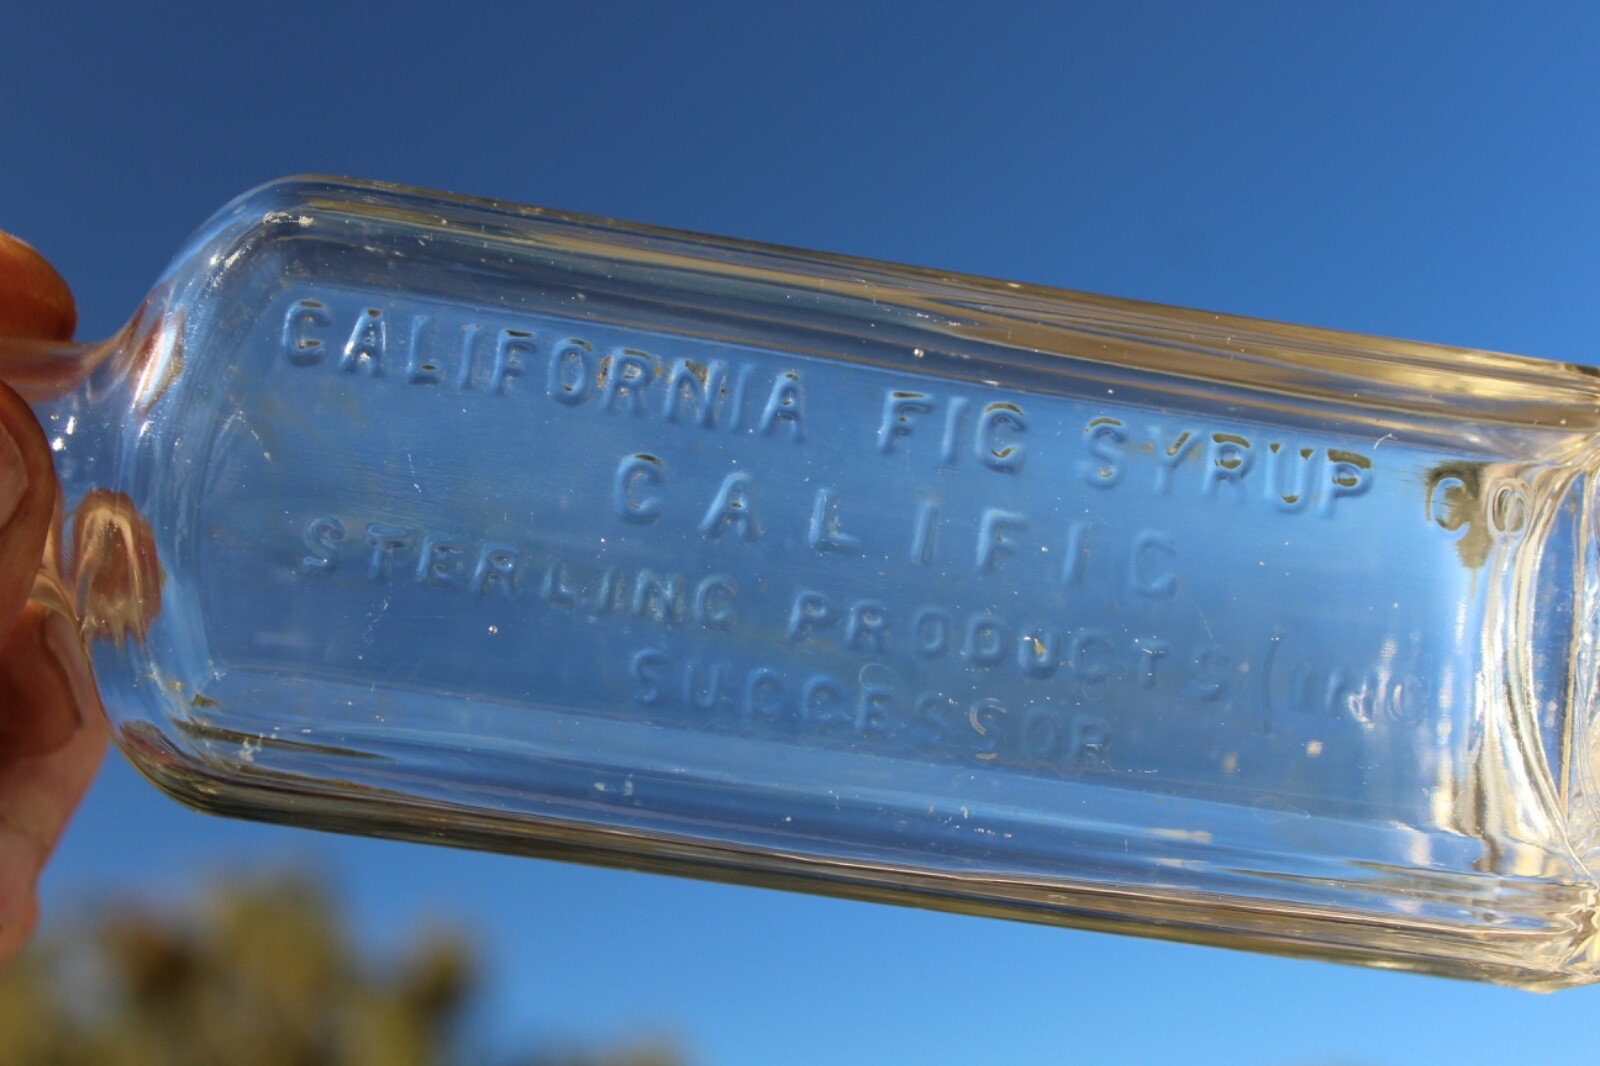 CALIFORNIA FIG SYRUP CO
CALIFIG
STERLING PRODUCTS (INC
SUCCESSOR